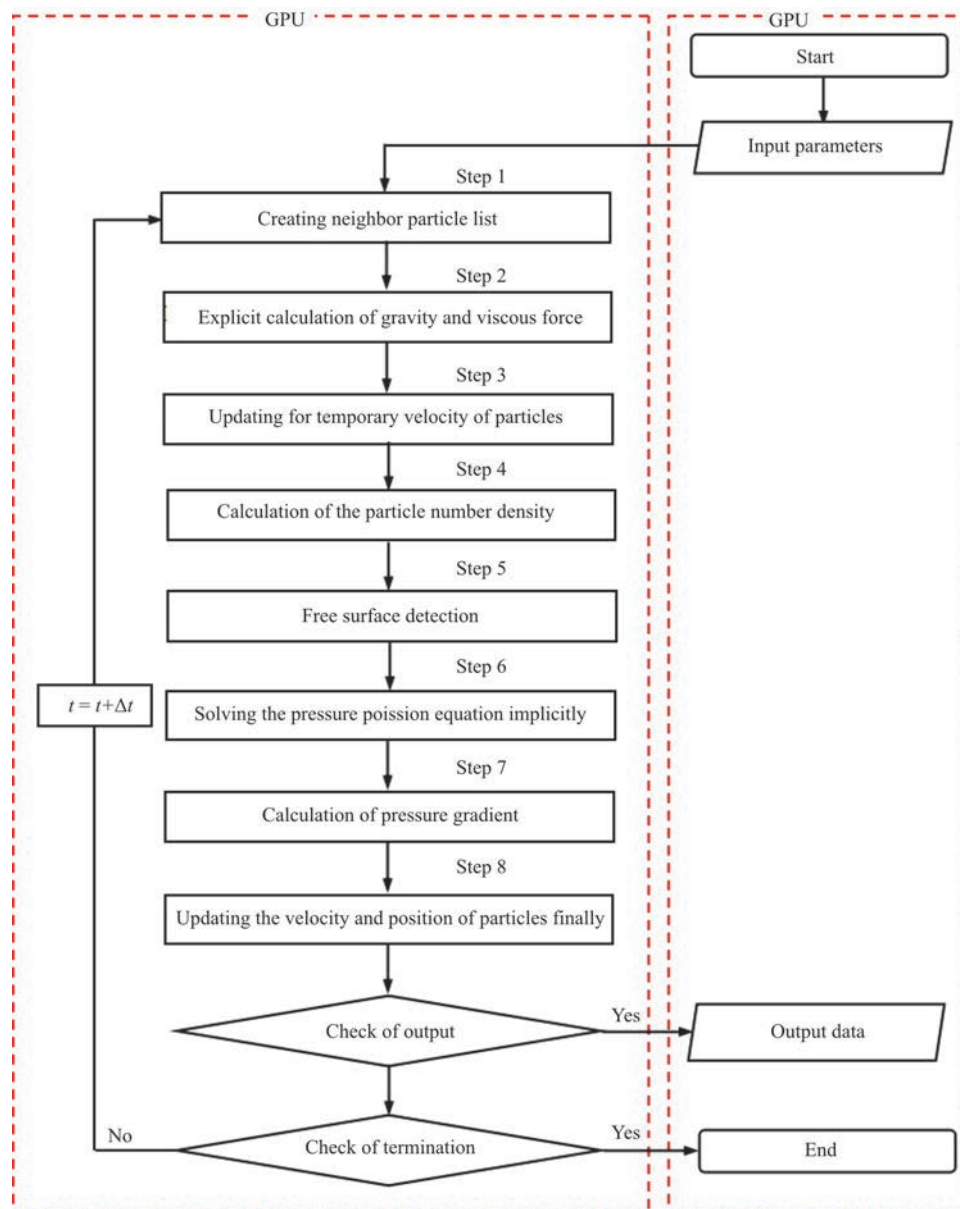 GPU
GPU
Start
Input parameters
Step 1
Creating neighbor particle list
Step 2
Explicit calculation of gravity and viscous force
Step 3
Updating for temporary velocity of particles
Step 4
Calculation of the particle number density
Step 5
Free surface detection
Step 6
t = t+Δt
Solving the pressure poission equation implicitly
Step 7
Calculation of pressure gradient
Step 8
Updating the velocity and position of particles finally
Check of output
Yes
Output data
No
Check of termination
Yes
End